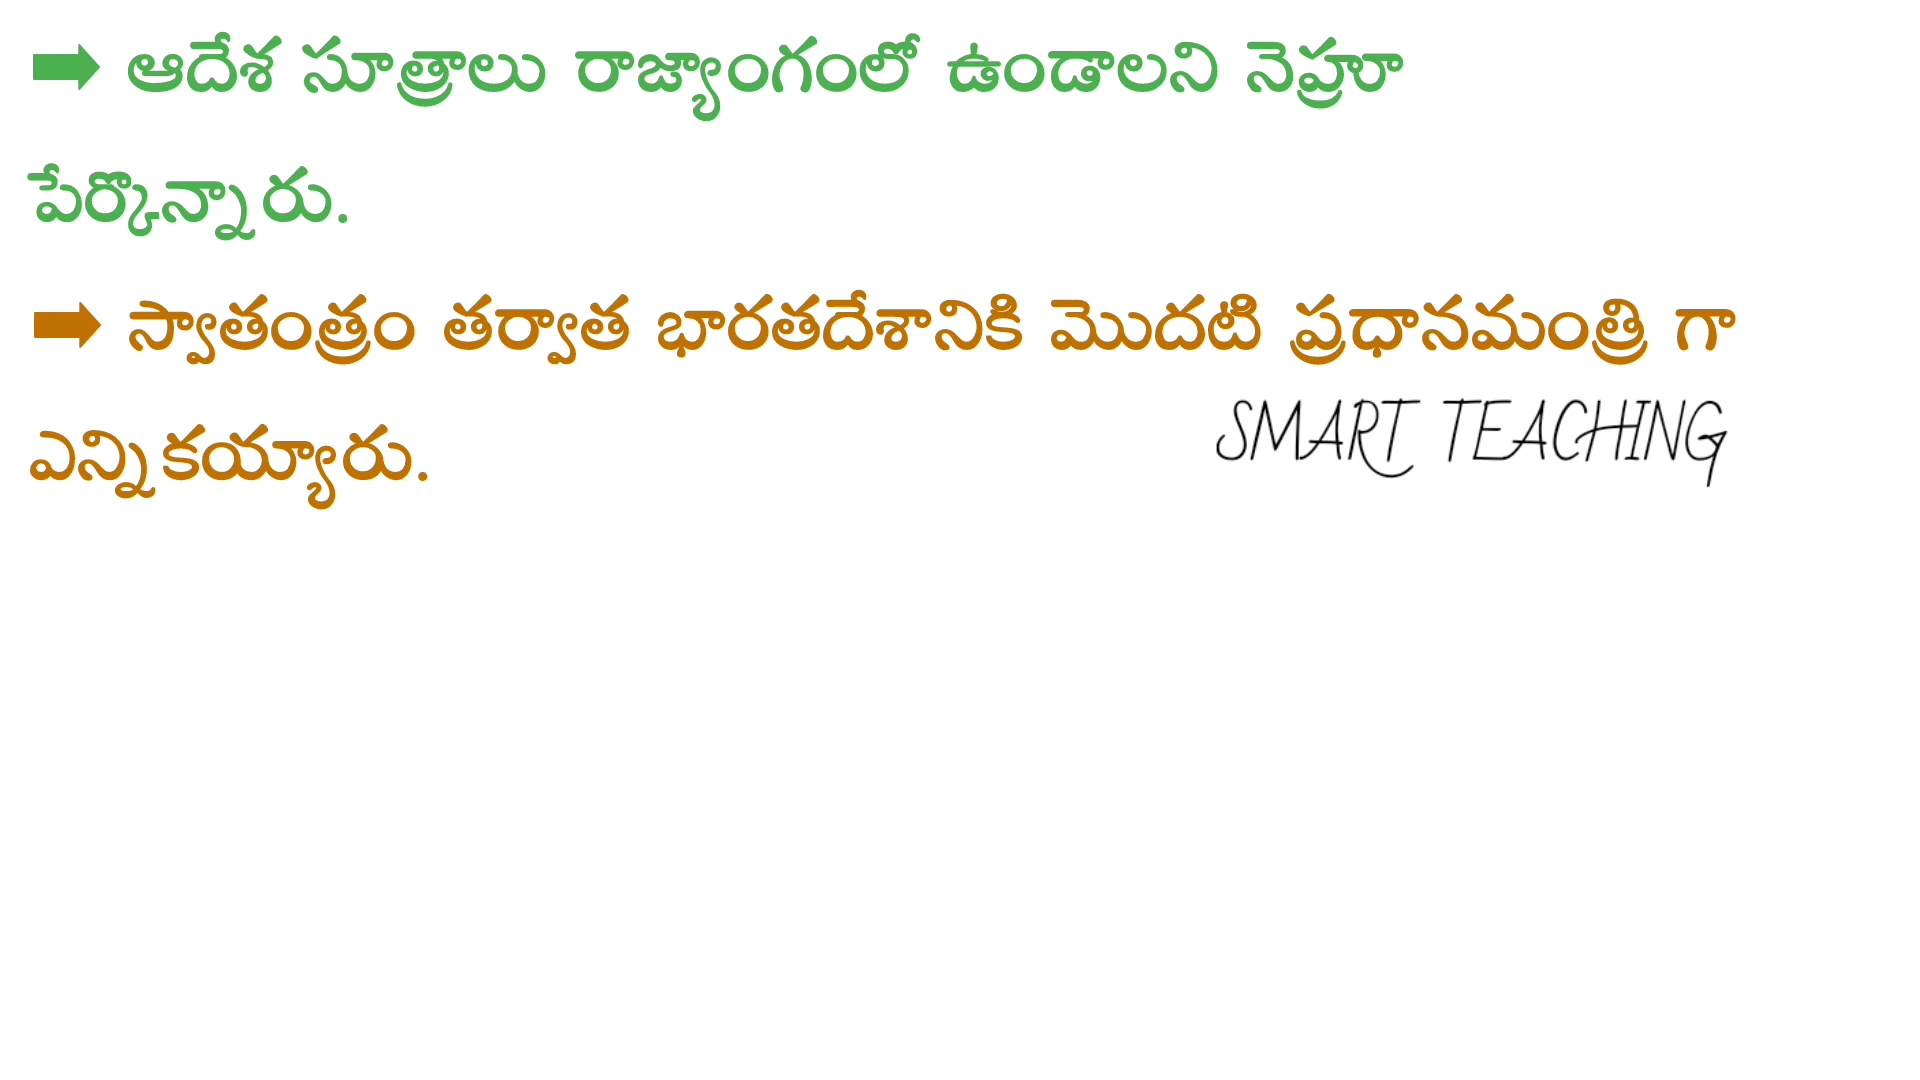 ➡ ఆదేశ సూత్రాలు రాజ్యాంగంలో ఉండాలని నెహ్రూ
పేర్కొన్నారు.
➡ స్వాతంత్రం తర్వాత భారతదేశానికి మొదటి ప్రధానమంత్రి గా
ఎన్నికయ్యారు.
SMART TEACHING